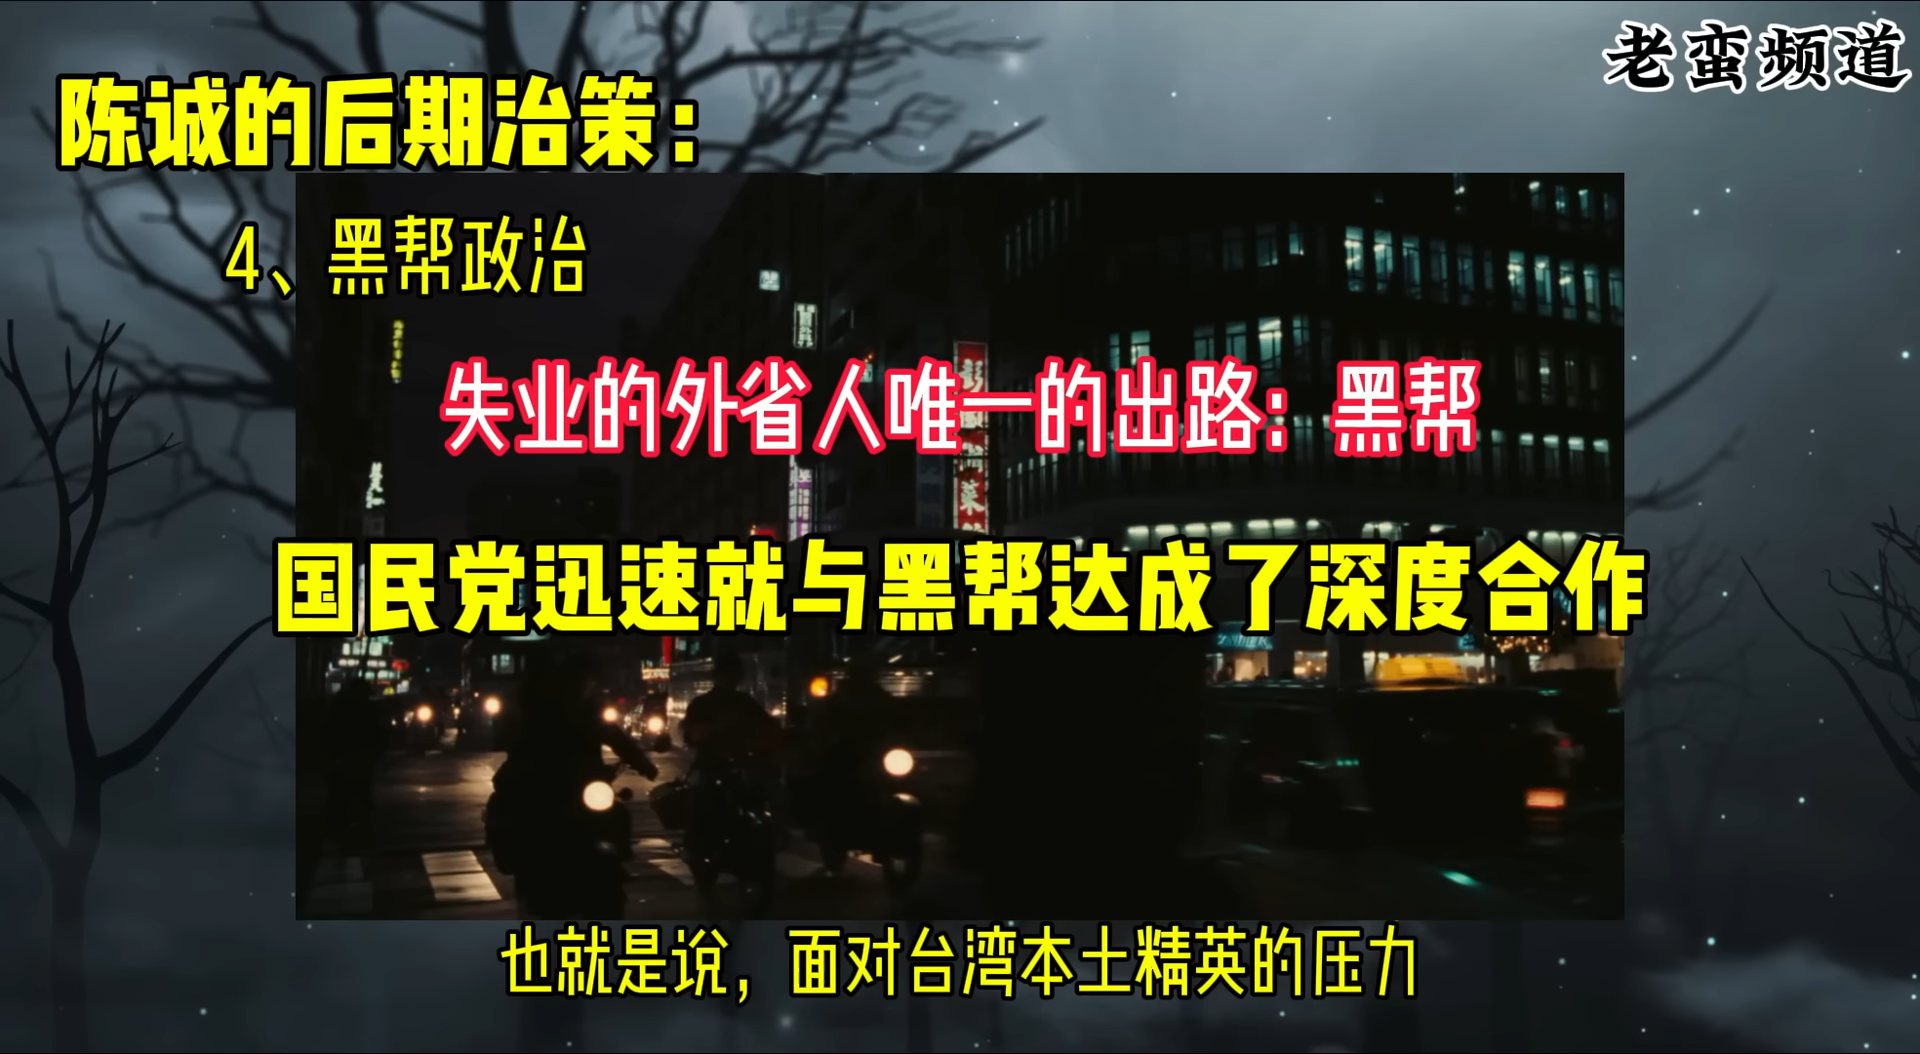 老蛮频道
陈诚的后期治策：
4、黑帮政治
失业的外省人唯一的出路：黑帮
国民党迅速就与黑帮达成了深度合作
也就是说，面对台湾本土精英的压力